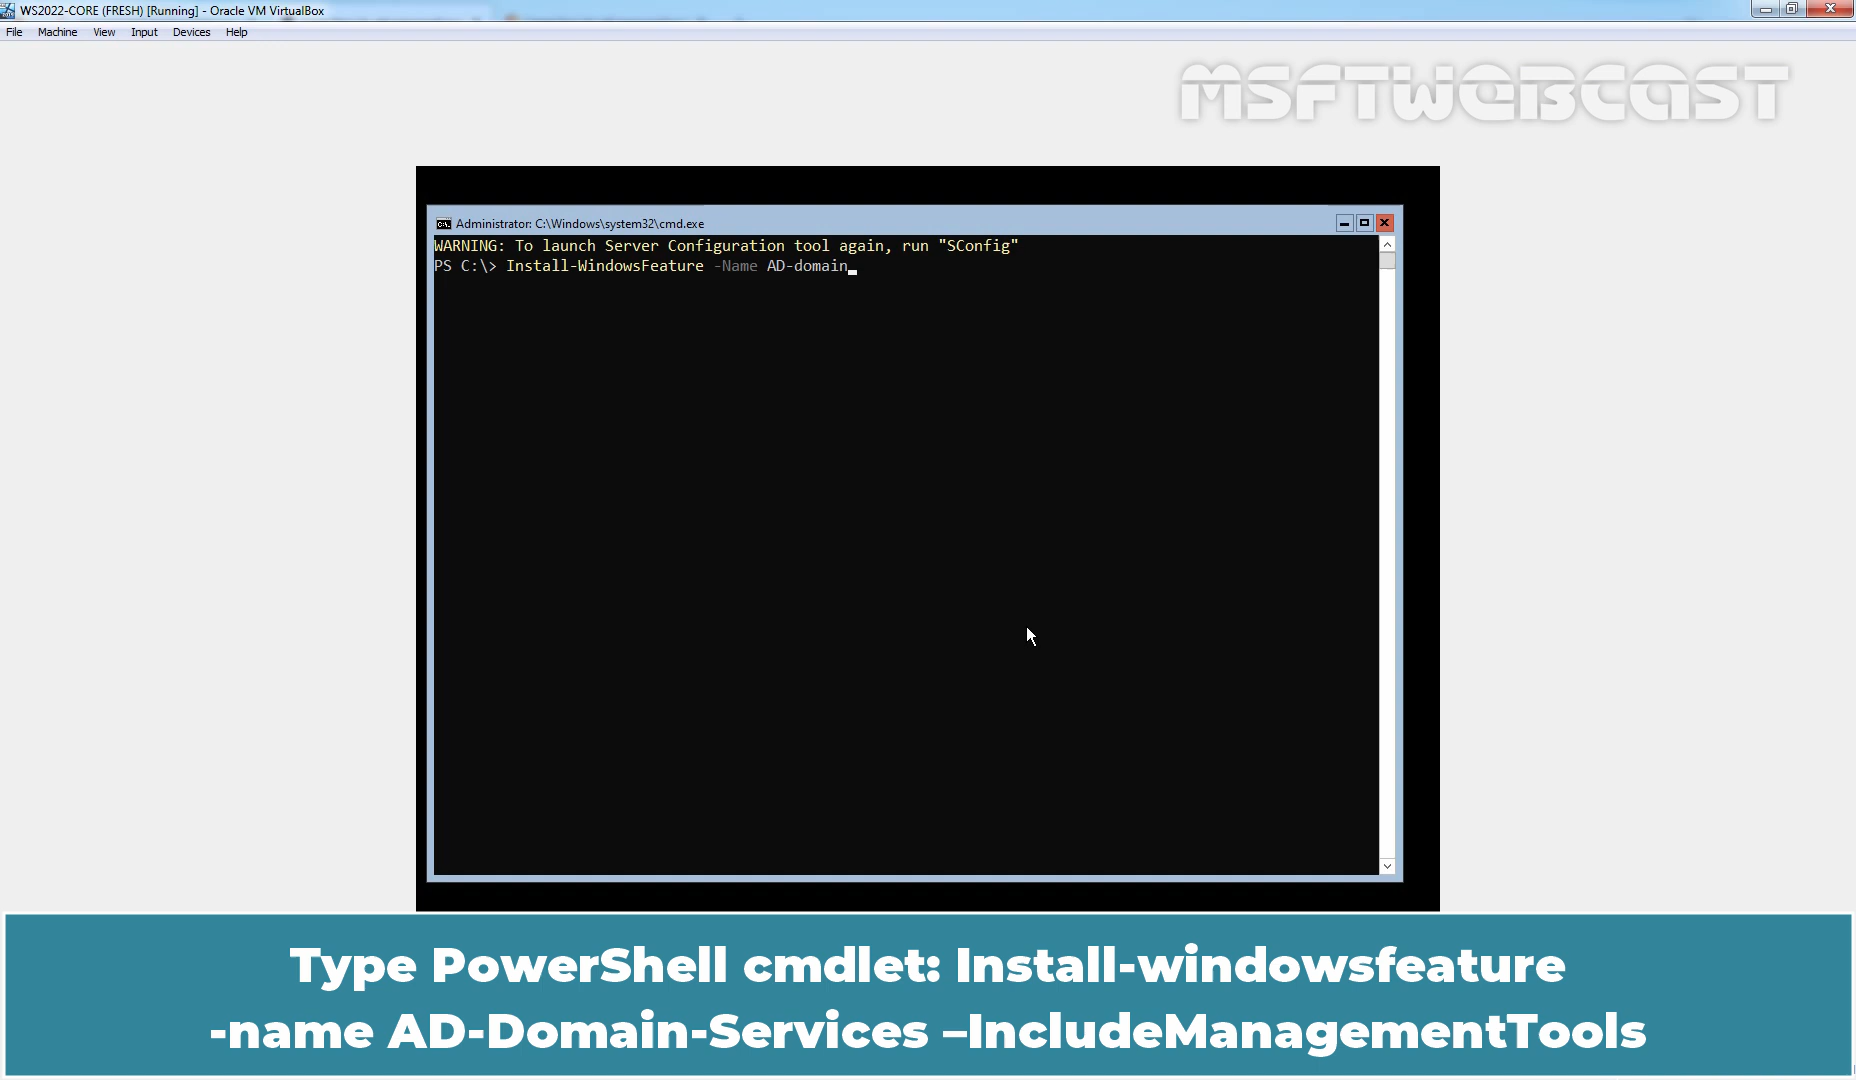 WS2022-CORE (FRESH) [Running] - Oracle VM VirtualBox
File Machine View Input Devices Help
MSFTWEBCAST
Administrator: C:\Windows\system32\cmd.exe
WARNING: To launch Server Configuration tool again, run "SConfig"
PS C:\> Install-WindowsFeature -Name AD-domain
Type PowerShell cmdlet: Install-windowsfeature
-name AD-Domain-Services –IncludeManagementTools